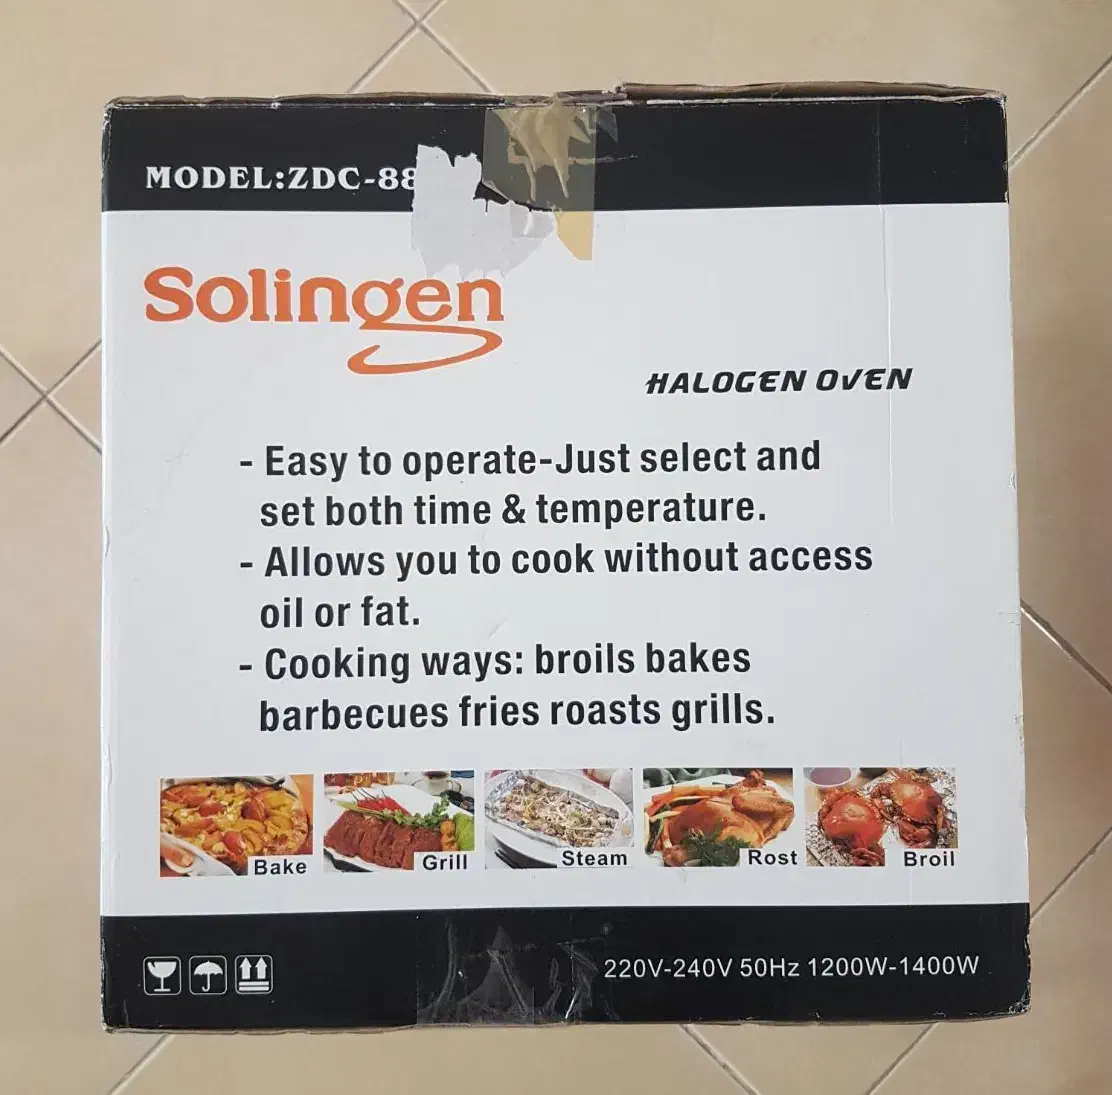 MODEL:ZDC-88
Solingen
HALOGEN OVEN
- Easy to operate-Just select and
set both time & temperature.
- Allows you to cook without access
oil or fat.
- Cooking ways: broils bakes
barbecues fries roasts grills.
Bake
Grill
Steam
Rost
Broil
220V-240V 50Hz 1200W-1400W